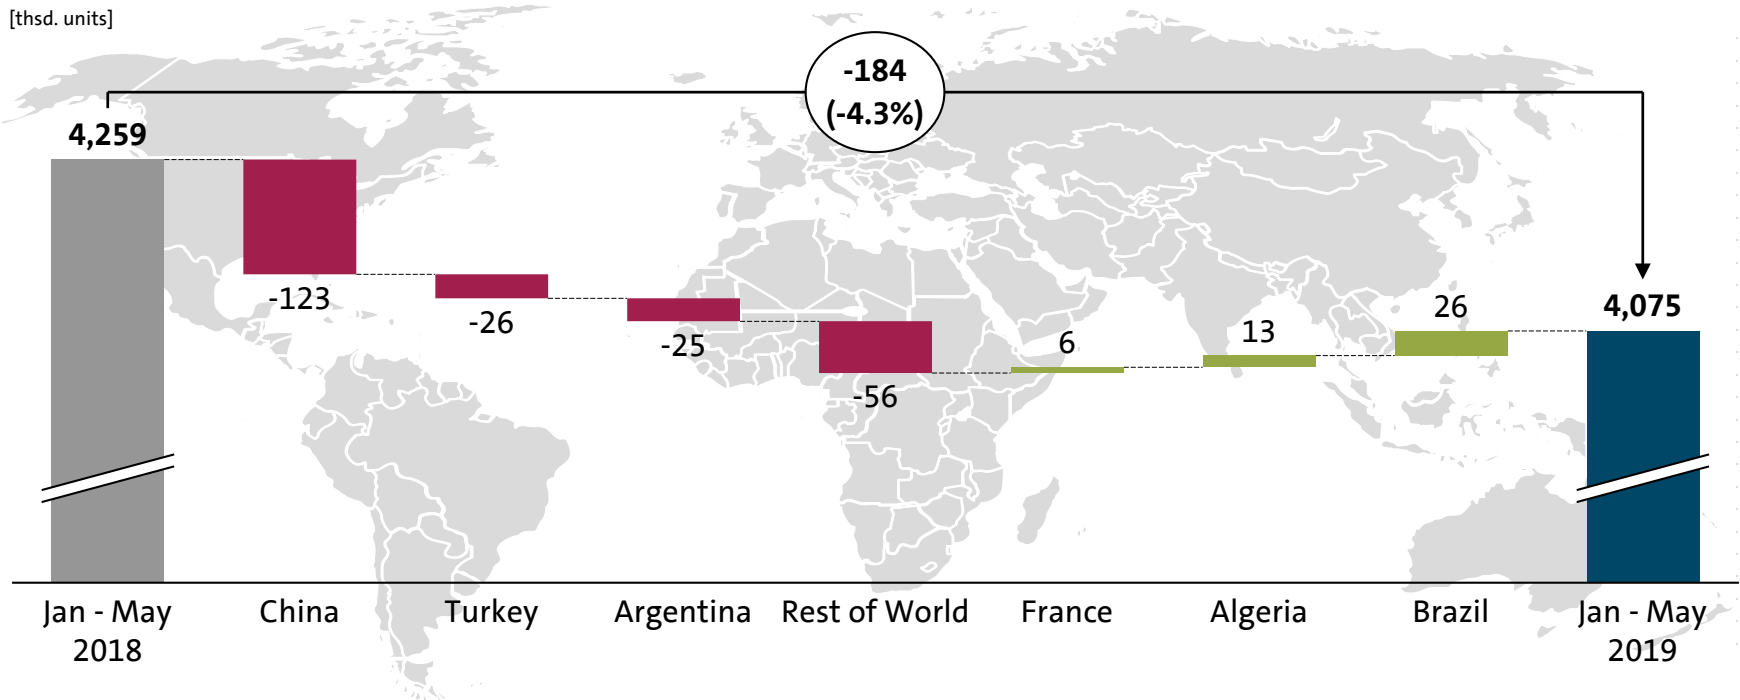 [thsd. units]
-184
(-4.3%)
4,259
-123
-26
-25
-56
6
13
26
4,075
Jan - May
2018
China
Turkey
Argentina
Rest of World
France
Algeria
Brazil
Jan - May
2019